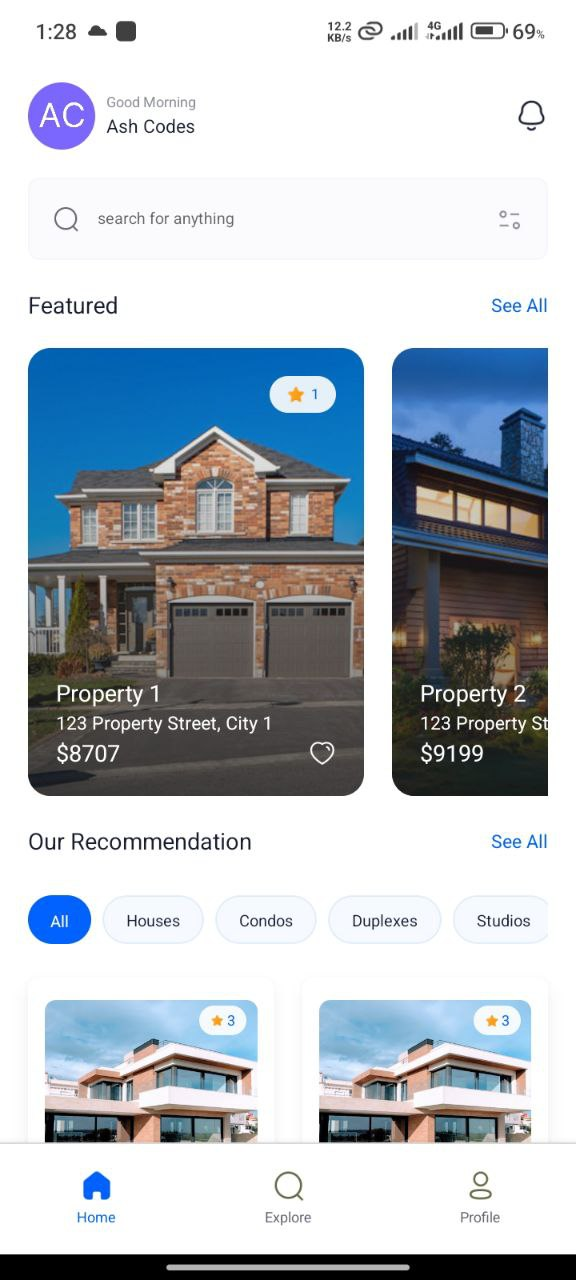 1:28
12.2
KB/s
4G
69%
AC
Good Morning
Ash Codes
search for anything
Featured
See All
1
Property 1
123 Property Street, City 1
$8707
Property 2
123 Property St
$9199
Our Recommendation
See All
All
Houses
Condos
Duplexes
Studios
3
3
Home
Explore
Profile